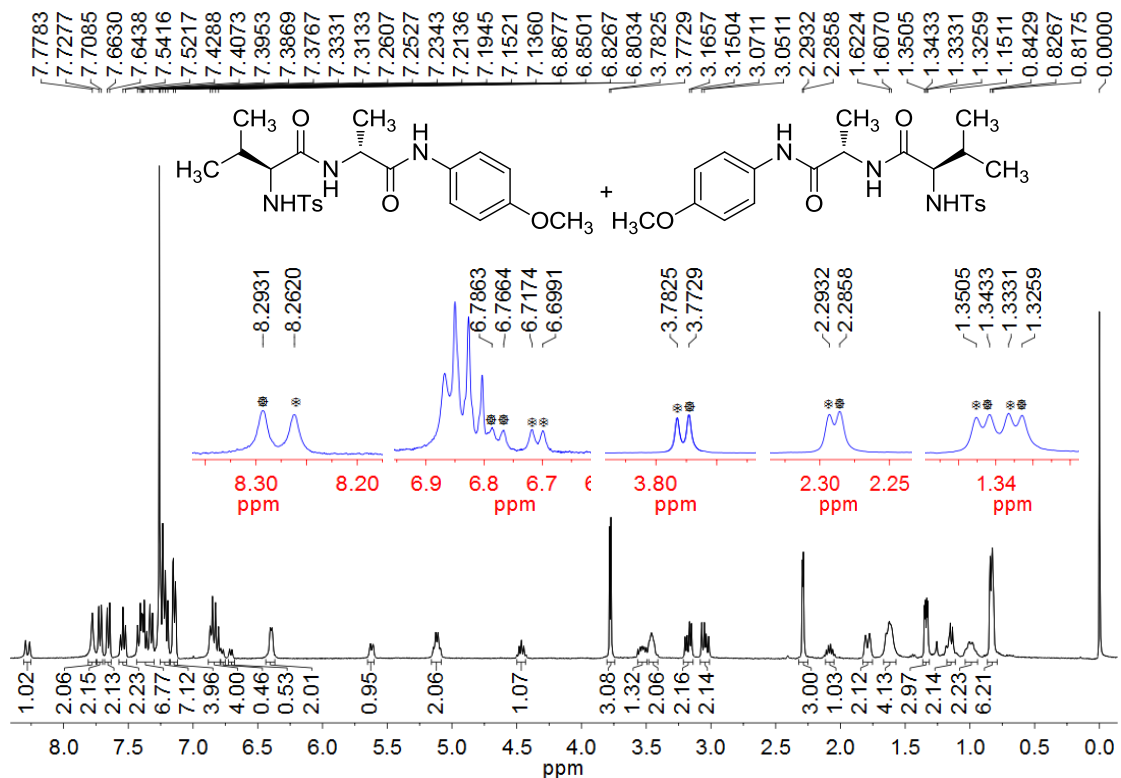 7.7783 7.7277 7.7085 7.6630 7.6438 7.5416 7.5217 7.4288 7.4073 7.3953 7.3869 7.3761 7.3331 7.3133 7.2607 7.2527 7.2343 7.2136 7.1945 7.1521 7.1360 6.8677 6.8501 6.8267 6.8034 3.7825 3.7729 3.1657 3.1504 3.0711 3.0511 2.2932 2.2858 1.6224 1.6070 1.3505 1.3433 1.3331 1.3259 1.1511 0.8429 0.8267 0.8175 0.0000
CH3 O CH3 H N O H3C N H O NHTs OCH3
+
H N O CH3 O CH3 H3CO O N H NHTs CH3
8.2931 8.2620 6.7863 6.7664 6.7174 6.6991 3.7825 3.7729 2.2932 2.2858 1.3505 1.3433 1.3331 1.3259
8.30 8.20 6.9 6.8 6.7 6 3.80 2.30 2.25 1.34
ppm ppm ppm ppm ppm
1.02 2.06 2.15 2.13 2.23 6.77 7.12 3.96 4.00 0.46 0.53 2.01 0.95 2.06 1.07 3.08 1.32 2.06 2.16 2.14 3.00 1.03 2.12 4.13 2.97 2.14 2.23 6.21
8.0 7.5 7.0 6.5 6.0 5.5 5.0 4.5 4.0 3.5 3.0 2.5 2.0 1.5 1.0 0.5 0.0
ppm